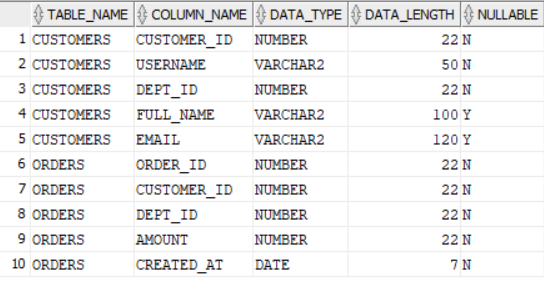 TABLE_NAME COLUMN_NAME DATA_TYPE DATA_LENGTH NULLABLE
1 CUSTOMERS CUSTOMER_ID NUMBER 22 N
2 CUSTOMERS USERNAME VARCHAR2 50 N
3 CUSTOMERS DEPT_ID NUMBER 22 N
4 CUSTOMERS FULL_NAME VARCHAR2 100 Y
5 CUSTOMERS EMAIL VARCHAR2 120 Y
6 ORDERS ORDER_ID NUMBER 22 N
7 ORDERS CUSTOMER_ID NUMBER 22 N
8 ORDERS DEPT_ID NUMBER 22 N
9 ORDERS AMOUNT NUMBER 22 N
10 ORDERS CREATED_AT DATE 7 N